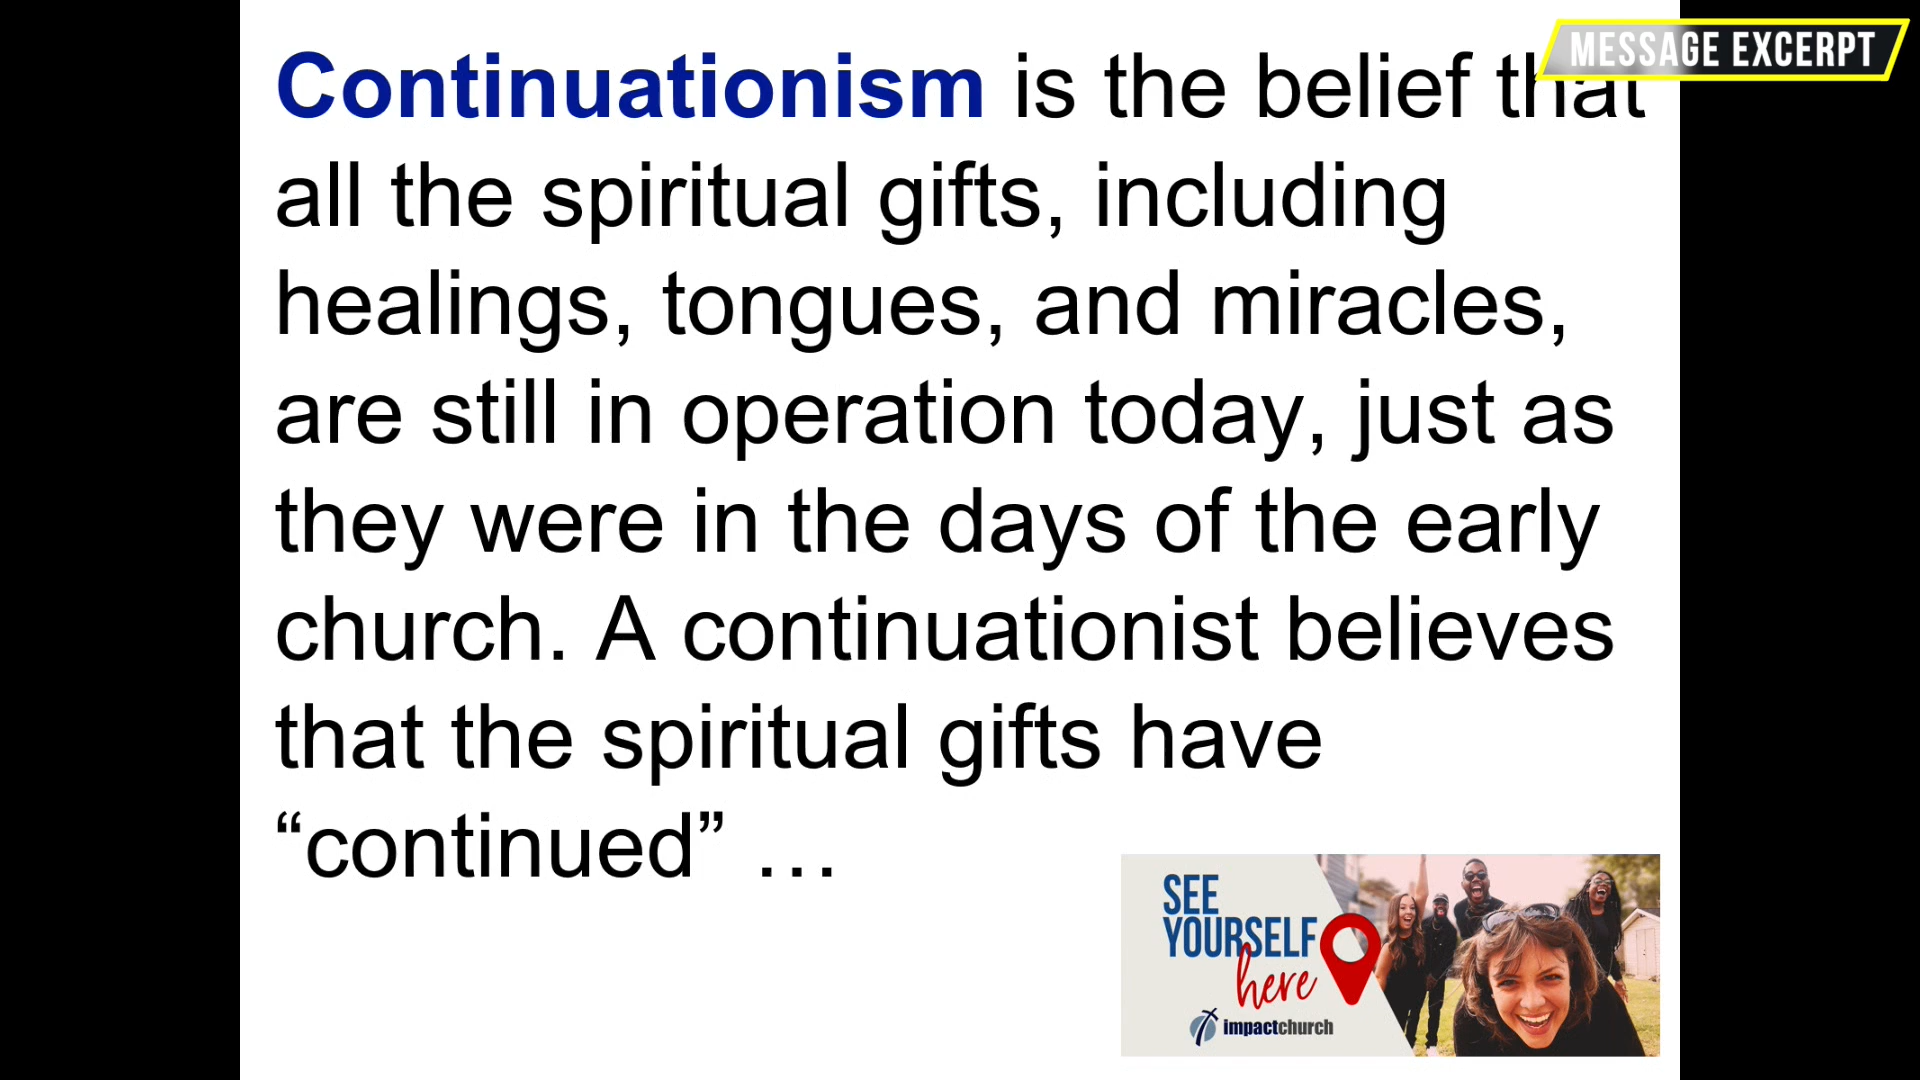 MESSAGE EXCERPT
Continuationism is the belief that
all the spiritual gifts, including
healings, tongues, and miracles,
are still in operation today, just as
they were in the days of the early
church. A continuationist believes
that the spiritual gifts have
“continued” …
SEE
YOURSELF
here
impactchurch